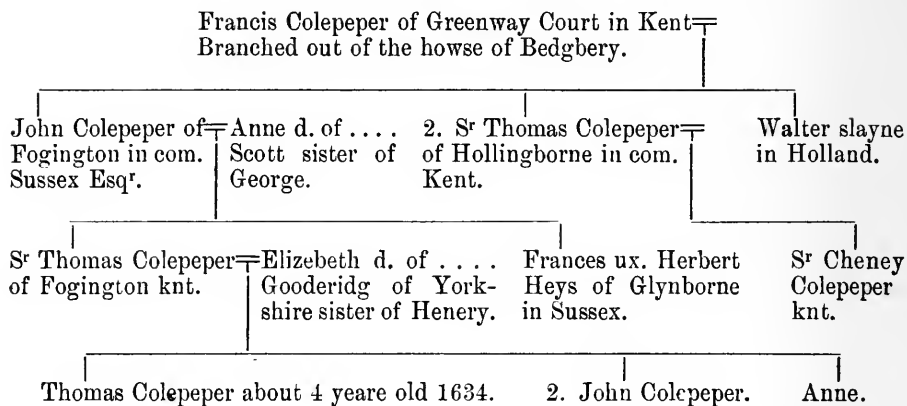 Francis Colepeper of Greenway Court in Kent
Branched out of the howse of Bedgbery.
John Colepeper of
Fogington in com.
Sussex Esqʳ.
Anne d. of . . . .
Scott sister of
George.
2. Sʳ Thomas Colepeper
of Hollingborne in com.
Kent.
Walter slayne
in Holland.
Sʳ Thomas Colepeper
of Fogington knt.
Elizebeth d. of . . . .
Gooderidg of York-
shire sister of Henery.
Frances ux. Herbert
Heys of Glynborne
in Sussex.
Sʳ Cheney
Colepeper
knt.
Thomas Colepeper about 4 yeare old 1634.
2. John Colepeper.
Anne.